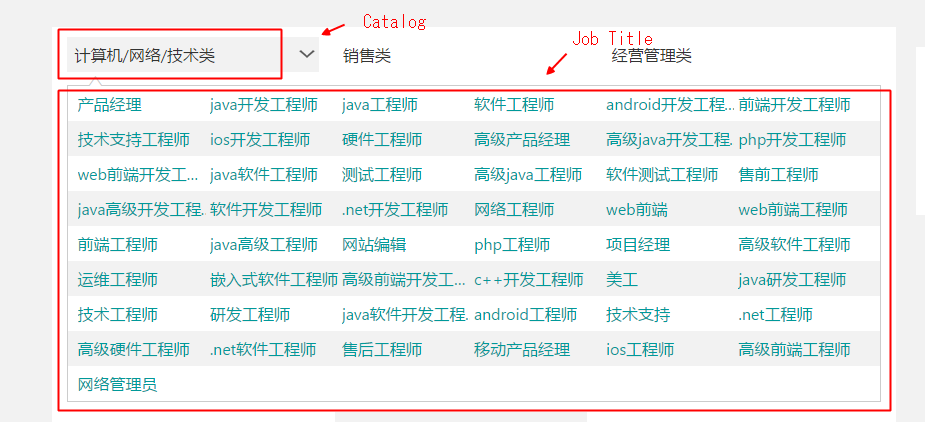 Catalog
Job Title
计算机/网络/技术类 销售类 经营管理类
产品经理 java开发工程师 java工程师 软件工程师 android开发工程... 前端开发工程师
技术支持工程师 ios开发工程师 硬件工程师 高级产品经理 高级java开发工程. php开发工程师
web前端开发工... java软件工程师 测试工程师 高级java工程师 软件测试工程师 售前工程师
java高级开发工程. 软件开发工程师 .net开发工程师 网络工程师 web前端 web前端工程师
前端工程师 java高级工程师 网站编辑 php工程师 项目经理 高级软件工程师
运维工程师 嵌入式软件工程师 高级前端开发工... c++开发工程师 美工 java研发工程师
技术工程师 研发工程师 java软件开发工程. android工程师 技术支持 .net工程师
高级硬件工程师 .net软件工程师 售后工程师 移动产品经理 ios工程师 高级前端工程师
网络管理员